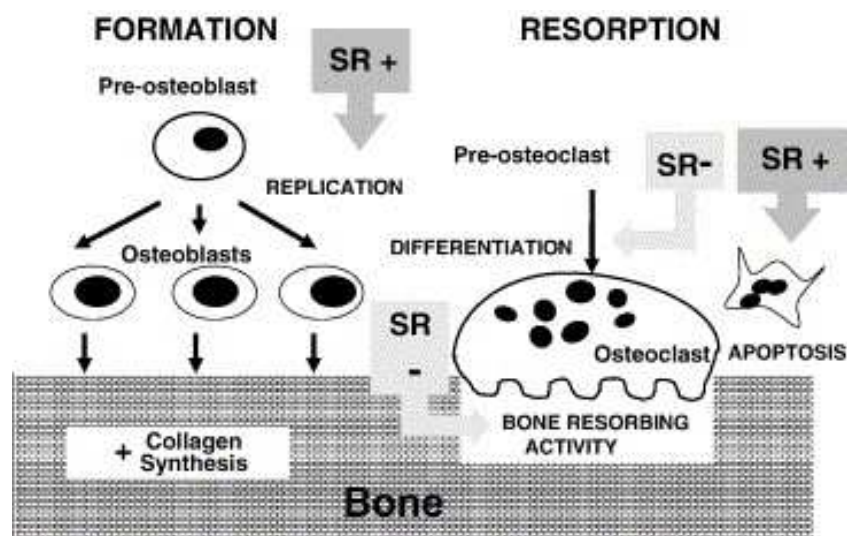 FORMATION
SR +
Pre-osteoblast
REPLICATION
Osteoblasts
+ Collagen
Synthesis
RESORPTION
Pre-osteoclast
SR-
SR +
DIFFERENTIATION
SR
-
Osteoclast
APOPTOSIS
BONE RESORBING
ACTIVITY
Bone